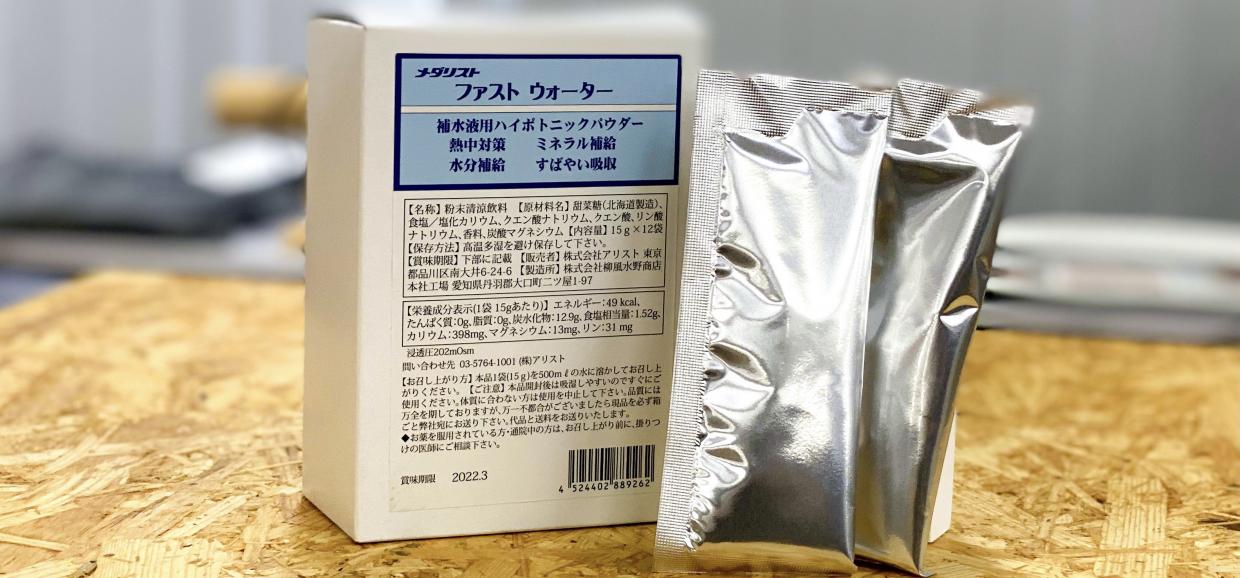 メダリスト
ファスト ウォーター
補水液用ハイポトニックパウダー
熱中対策 ミネラル補給
水分補給 すばやい吸収
【名称】粉末清涼飲料 【原材料名】甜菜糖(北海道製造)、
食塩/塩化カリウム、クエン酸ナトリウム、クエン酸、リン酸
ナトリウム、香料、炭酸マグネシウム【内容量】15g×12袋
【保存方法】高温多湿を避け保存して下さい。
【賞味期限】下部に記載 【販売者】株式会社アリスト 東京
都品川区南大井6-24-6 【製造所】株式会社柳風水野商店
本社工場 愛知県丹羽郡大口町二ツ屋1-97
【栄養成分表示(1袋 15gあたり)】エネルギー:49 kcal、
たんぱく質:0g、脂質:0g、炭水化物:12.9g、食塩相当量:1.52g、
カリウム:398mg、マグネシウム:13mg、リン:31 mg
浸透圧202mOsm
問い合わせ先 03-5764-1001 (株)アリスト
【お召し上がり方】本品1袋(15g)を500mℓの水に溶かしてお召し上
がりください。【ご注意】本品開封後は吸湿しやすいのですぐにご
使用ください。体質に合わない方は使用を中止して下さい。品質には
万全を期しておりますが、万一不都合がございましたら現品を必ず箱
ごと弊社宛にお送り下さい。代品と送料をお送りいたします。
◆お薬を服用されている方・通院中の方は、お召し上がり前に、掛りつ
けの医師にご相談下さい。
賞味期限 2022.3
4 524402 889262